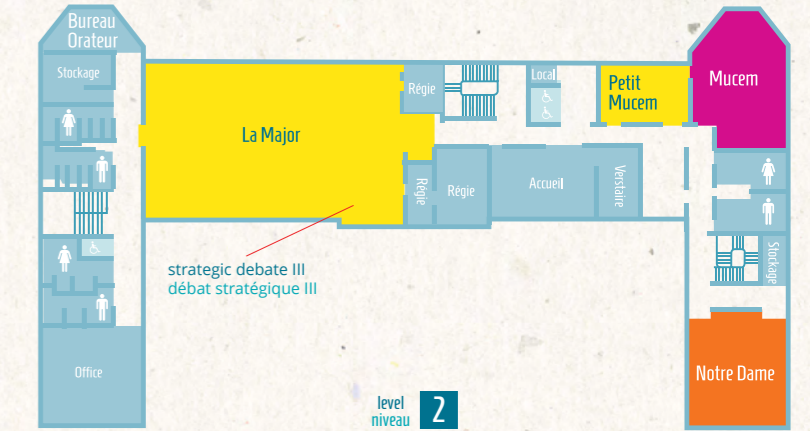 Bureau
Orateur
Stockage
La Major
Régie
Local
Petit
Mucem
Mucem
Régie
Régie
Accueil
Verstaire
Stockage
strategic debate III
débat stratégique III
Office
Notre Dame
level
niveau
2